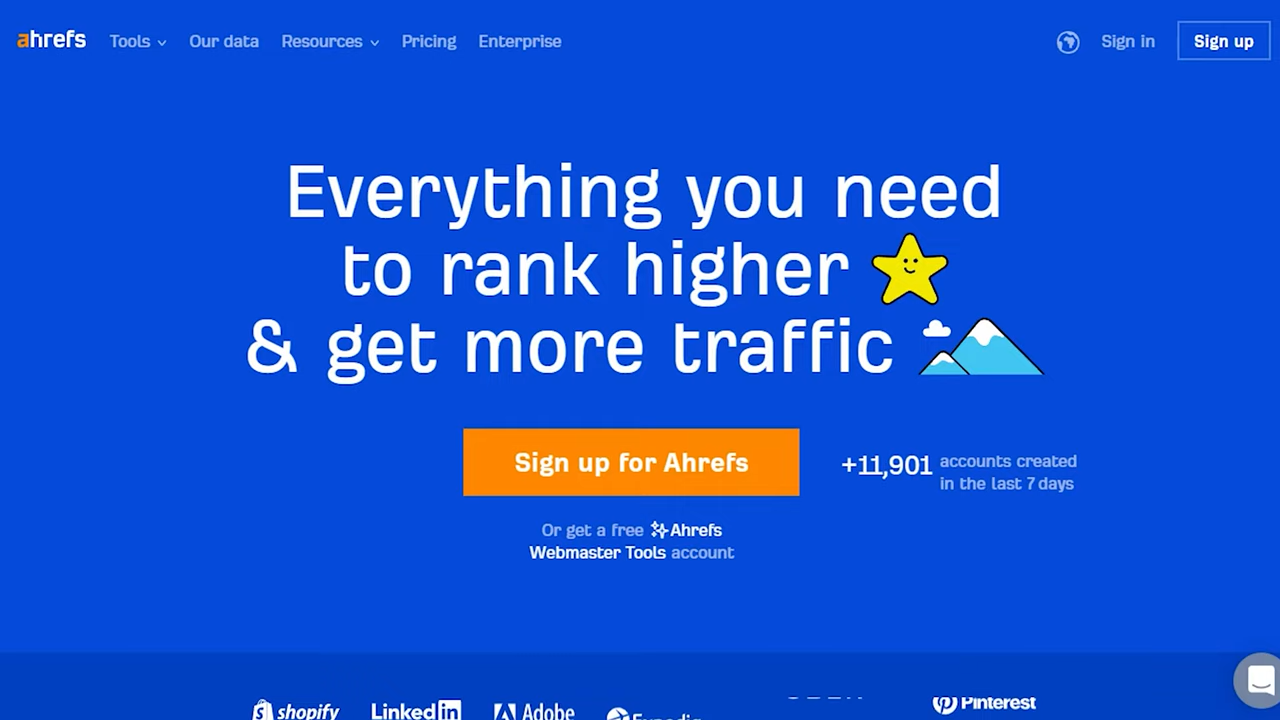 ahrefs Tools Our data Resources Pricing Enterprise Sign in Sign up
Everything you need
to rank higher
& get more traffic
Sign up for Ahrefs
+11,901 accounts created
in the last 7 days
Or get a free Ahrefs
Webmaster Tools account
shopify LinkedIn Adobe Pinterest